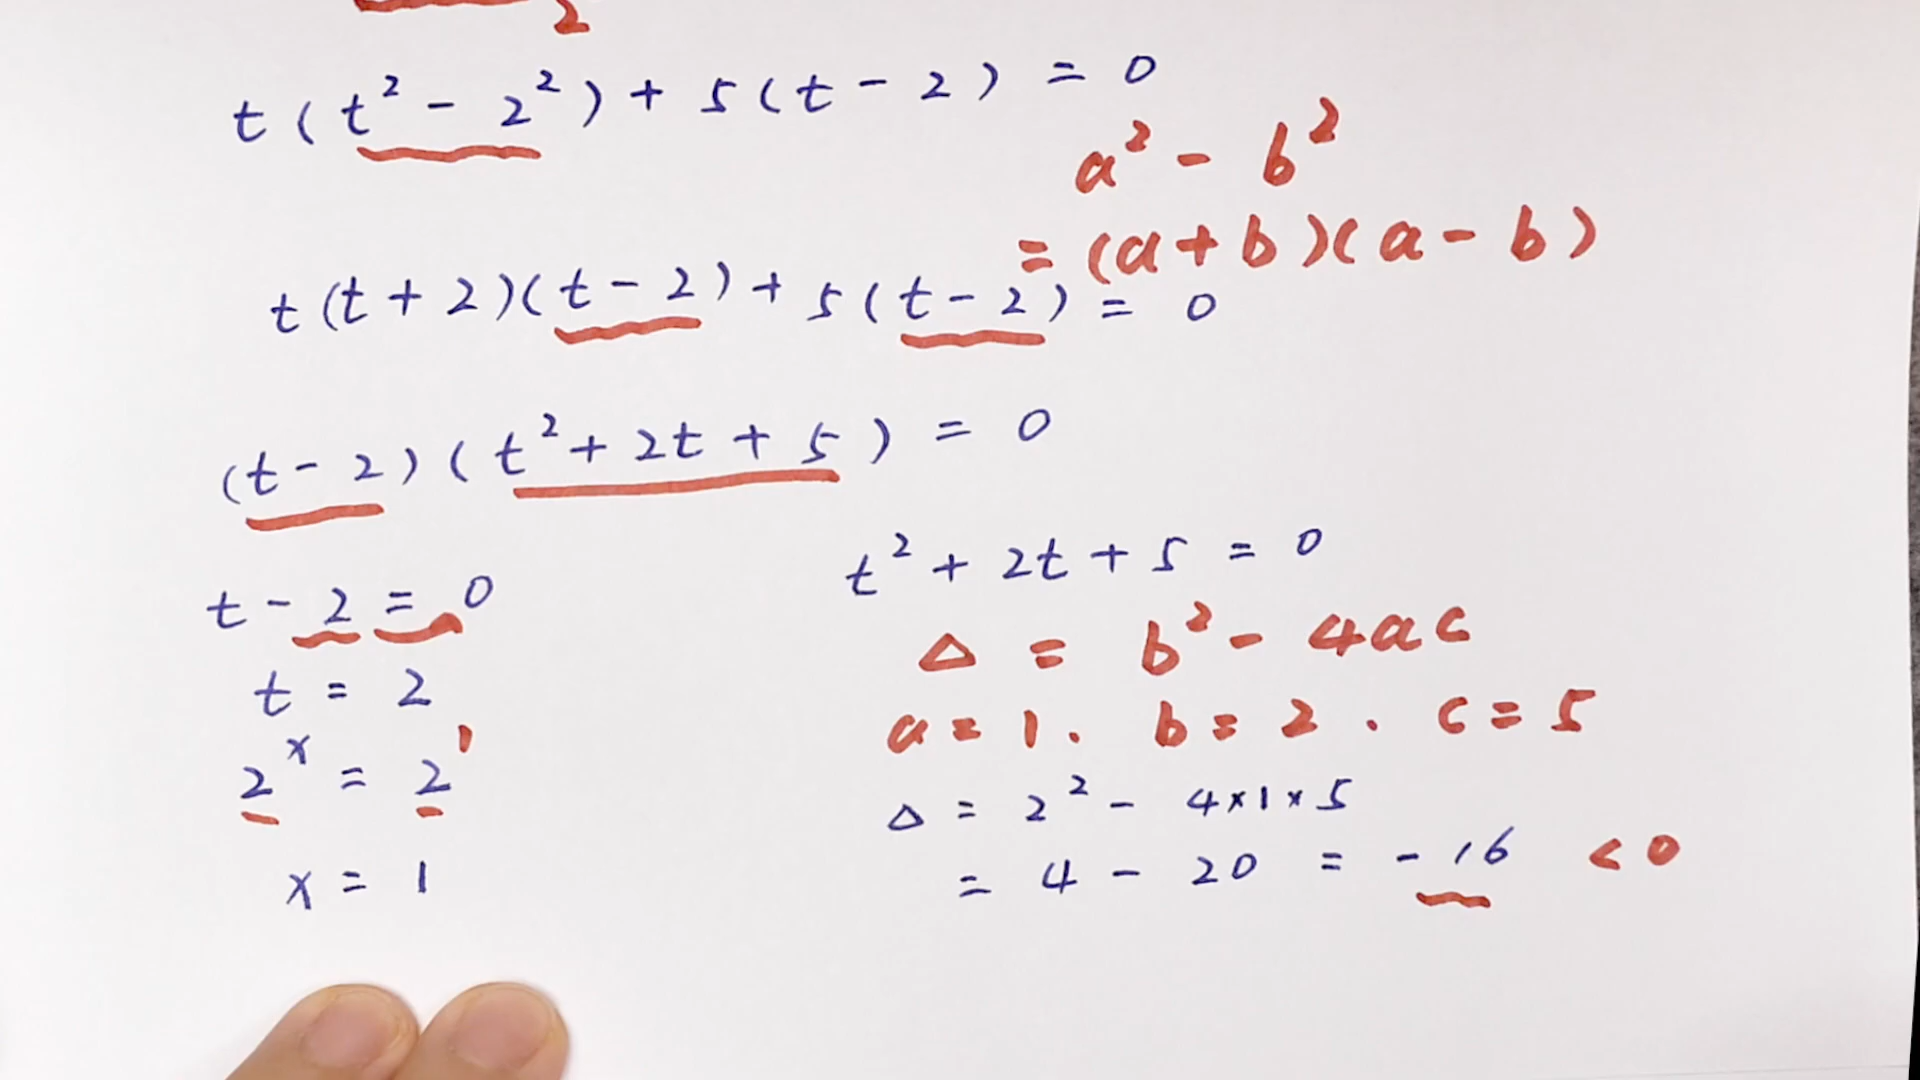 2
t(t² - 2²) + 5(t - 2) = 0
a² - b²
= (a+b)(a-b)
t(t+2)(t-2) + 5(t-2) = 0
(t-2)(t²+2t+5) = 0
t - 2 = 0
t = 2
2ˣ = 2¹
x = 1
t² + 2t + 5 = 0
Δ = b² - 4ac
a=1. b=2. c=5
Δ = 2² - 4×1×5
= 4 - 20 = -16 <0